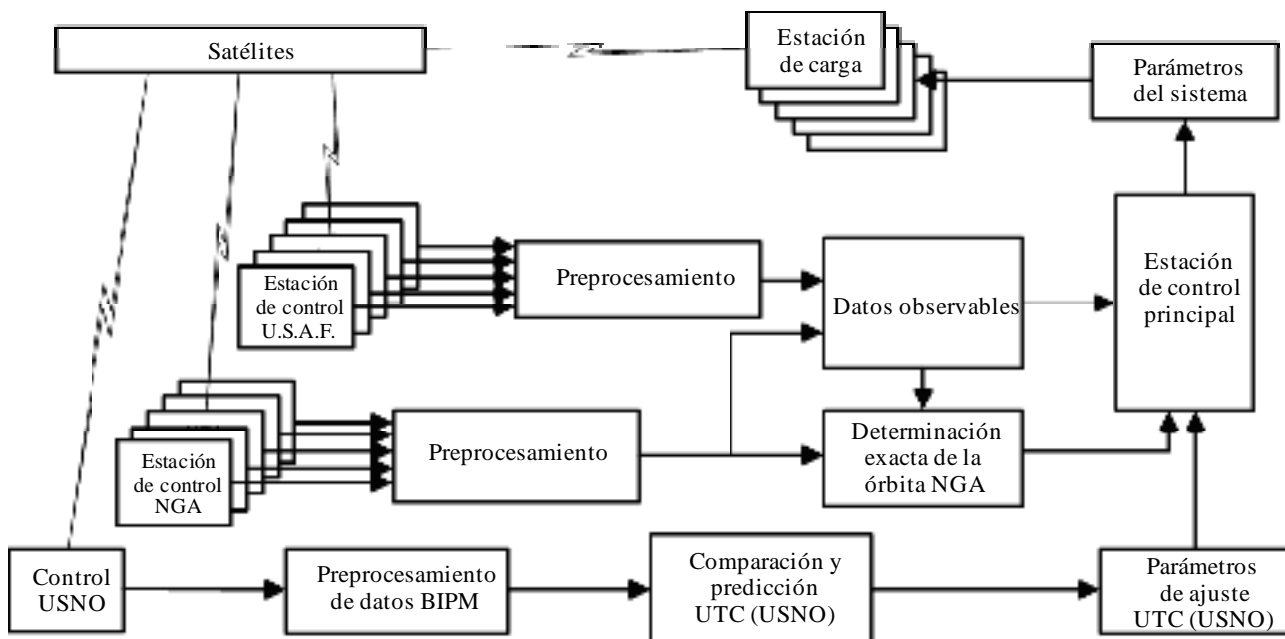 Satélites
Estación
de carga
Parámetros
del sistema
Estación
de control
U.S.A.F.
Preprocesamiento
Datos observables
Estación
de control
principal
Estación
de control
NGA
Preprocesamiento
Determinación
exacta de la
órbita NGA
Control
USNO
Preprocesamiento
de datos BIPM
Comparación y
predicción
UTC (USNO)
Parámetros
de ajuste
UTC (USNO)